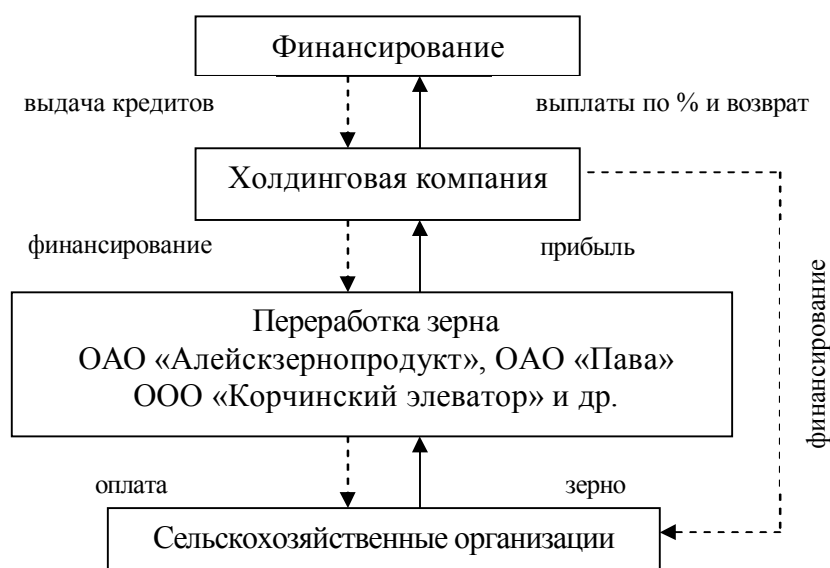 Финансирование
выдача кредитов
выплаты по % и возврат
Холдинговая компания
финансирование
прибыль
Переработка зерна
ОАО «Алейскзернопродукт», ОАО «Пава»
ООО «Корчинский элеватор» и др.
финансирование
оплата
зерно
Сельскохозяйственные организации